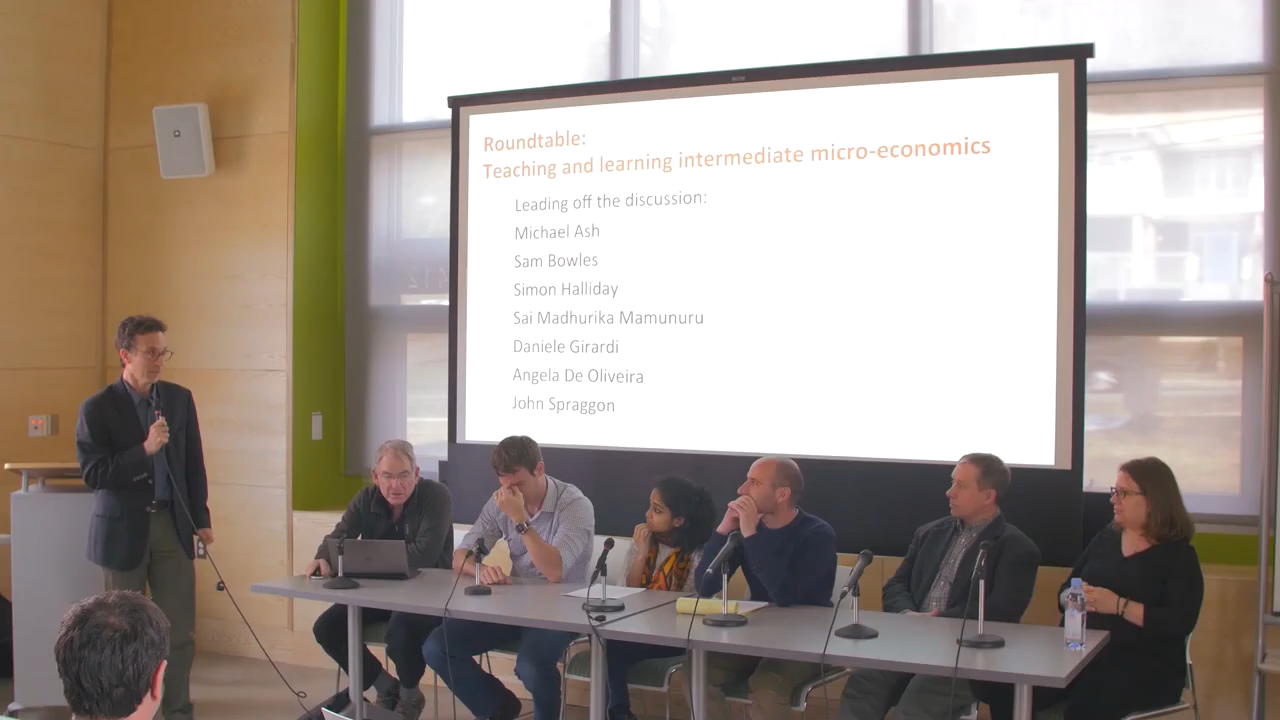 Roundtable:
Teaching and learning intermediate micro-economics
Leading off the discussion:
Michael Ash
Sam Bowles
Simon Halliday
Sai Madhurika Mamunuru
Daniele Girardi
Angela De Oliveira
John Spraggon